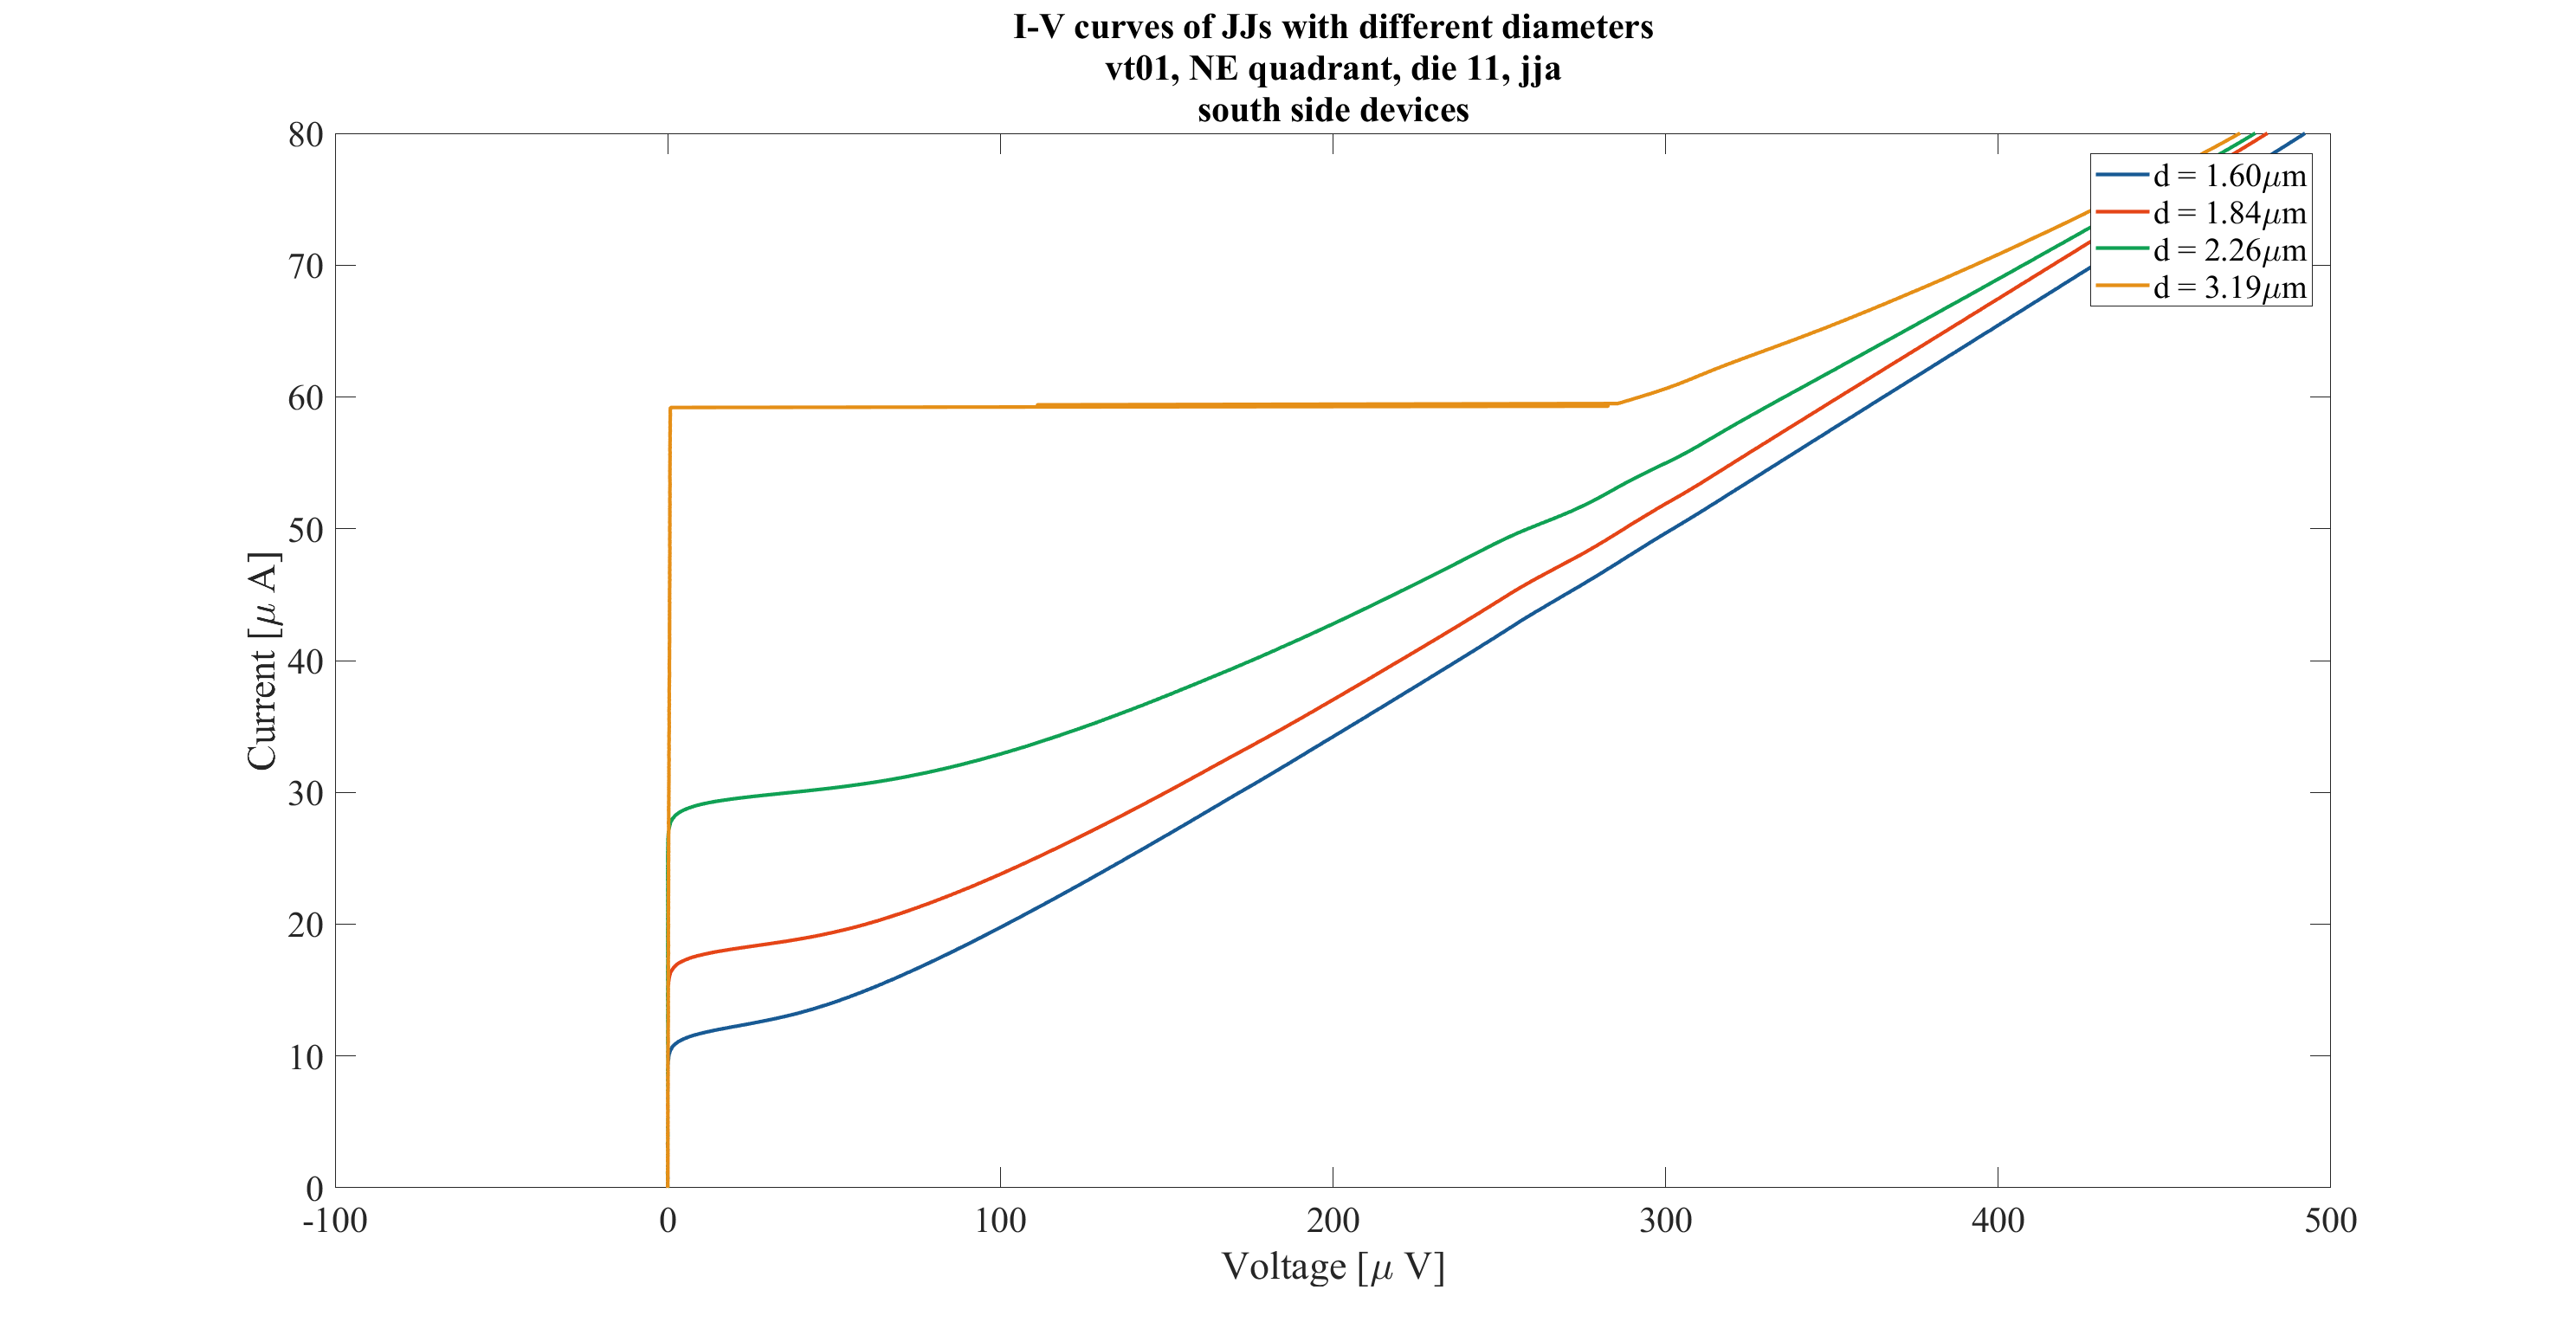 I-V curves of JJs with different diameters
vt01, NE quadrant, die 11, jja
south side devices
80
70
60
50
40
30
20
10
0
Current [μ A]
-100
0
100
200
300
400
500
Voltage [μ V]
d = 1.60μm
d = 1.84μm
d = 2.26μm
d = 3.19μm